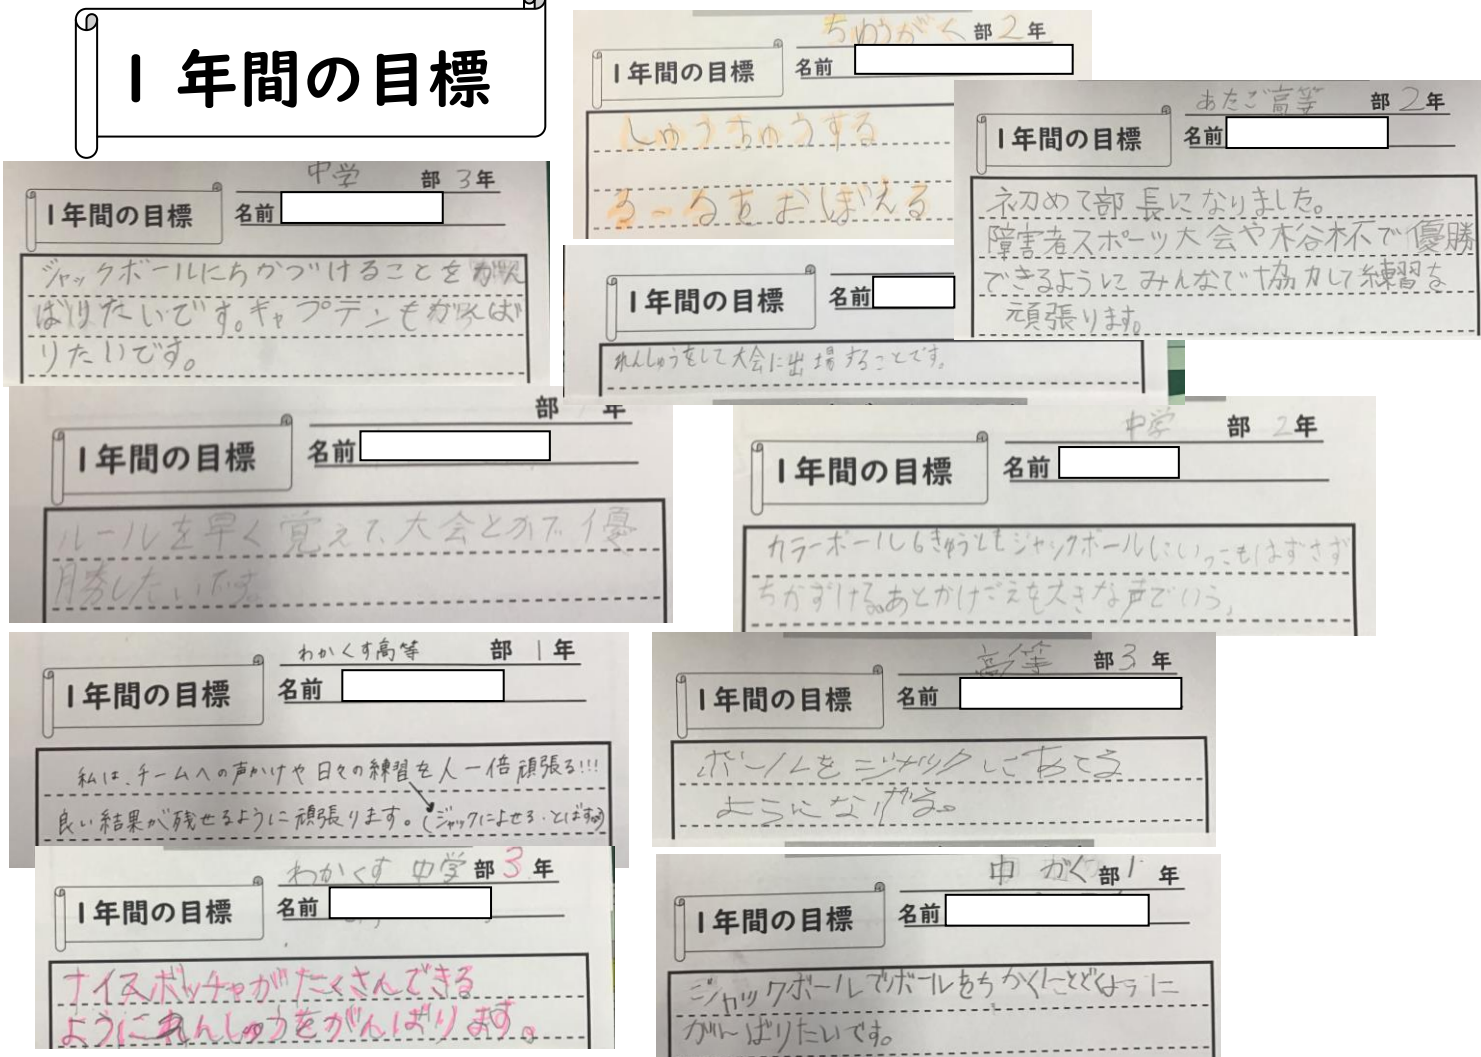 1年間の目標
ちゅうがく部2年
1年間の目標
名前
しゅうちゅうする
るーるをおぼえる
あたご高等 部2年
1年間の目標
名前
初めて部長になりました。
障害者スポーツ大会や木谷杯で優勝
できるようにみんなで協力して練習を
頑張ります。
中学 部3年
1年間の目標
名前
ジャックボールにちかづけることをがん
ばりたいです。キャプテンもがんば
りたいです。
1年間の目標
名前
れんしゅうをして大会に出場することです。
部 年
1年間の目標
名前
ルールを早く覚えて、大会とかで優
勝したいです。
中学 部2年
1年間の目標
名前
カラーボール6きゅうともジャックボールにいっこもはずさず
ちかずける。あとかけごえを大きな声でいう。
わかくす高等 部1年
1年間の目標
名前
私は、チームへの声かけや日々の練習を人一倍頑張る!!!
良い結果が残せるように頑張ります。(ジャックによせる・とばする)
高等 部3年
1年間の目標
名前
ボールをジャックにあてる
ようになげる。
わかくす 中学部3年
1年間の目標
名前
ナイスボッチャがたくさんできる
ようにれんしゅうをがんばります。
中がく部1年
1年間の目標
名前
ジャックボールでボールをちかくにとどくように
がんばりたいです。